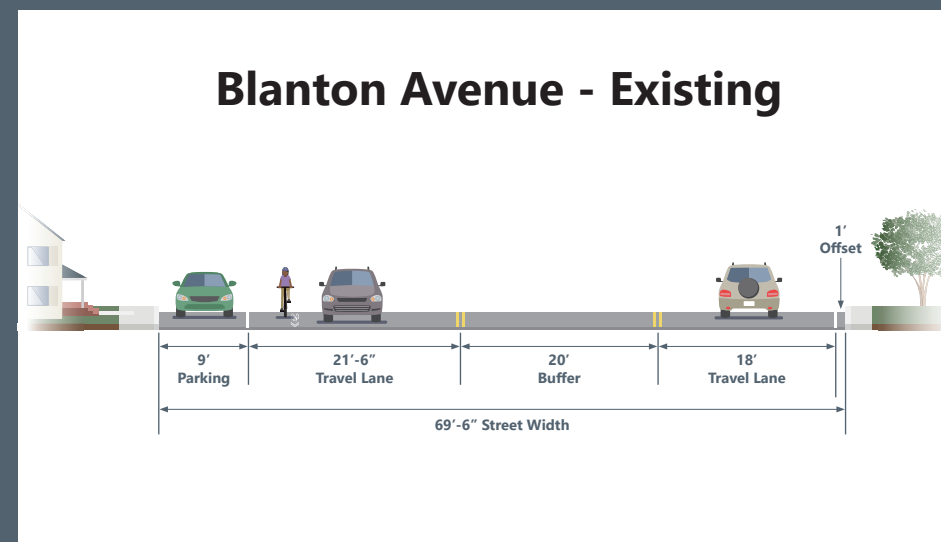 Blanton Avenue - Existing
1’
Offset
9’
Parking
21’-6”
Travel Lane
20’
Buffer
18’
Travel Lane
69’-6” Street Width